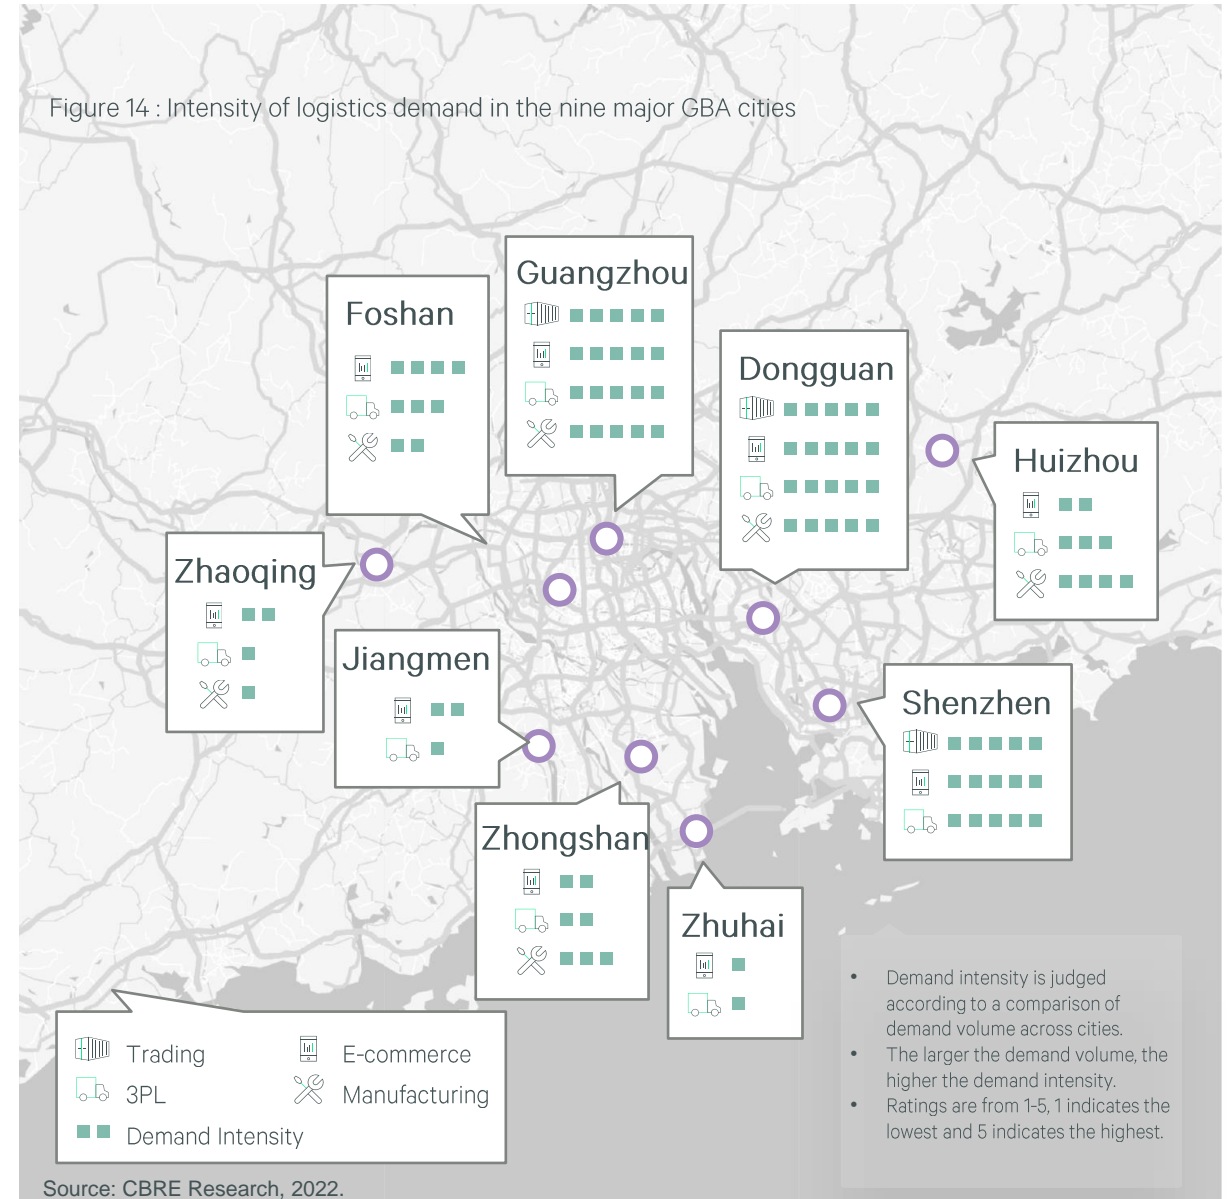 Figure 14 : Intensity of logistics demand in the nine major GBA cities
Guangzhou
Foshan
Dongguan
Huizhou
Zhaoqing
Jiangmen
Shenzhen
Zhongshan
Zhuhai
• Demand intensity is judged
according to a comparison of
demand volume across cities.
• The larger the demand volume, the
higher the demand intensity.
• Ratings are from 1-5, 1 indicates the
lowest and 5 indicates the highest.
Trading
E-commerce
3PL
Manufacturing
Demand Intensity
Source: CBRE Research, 2022.